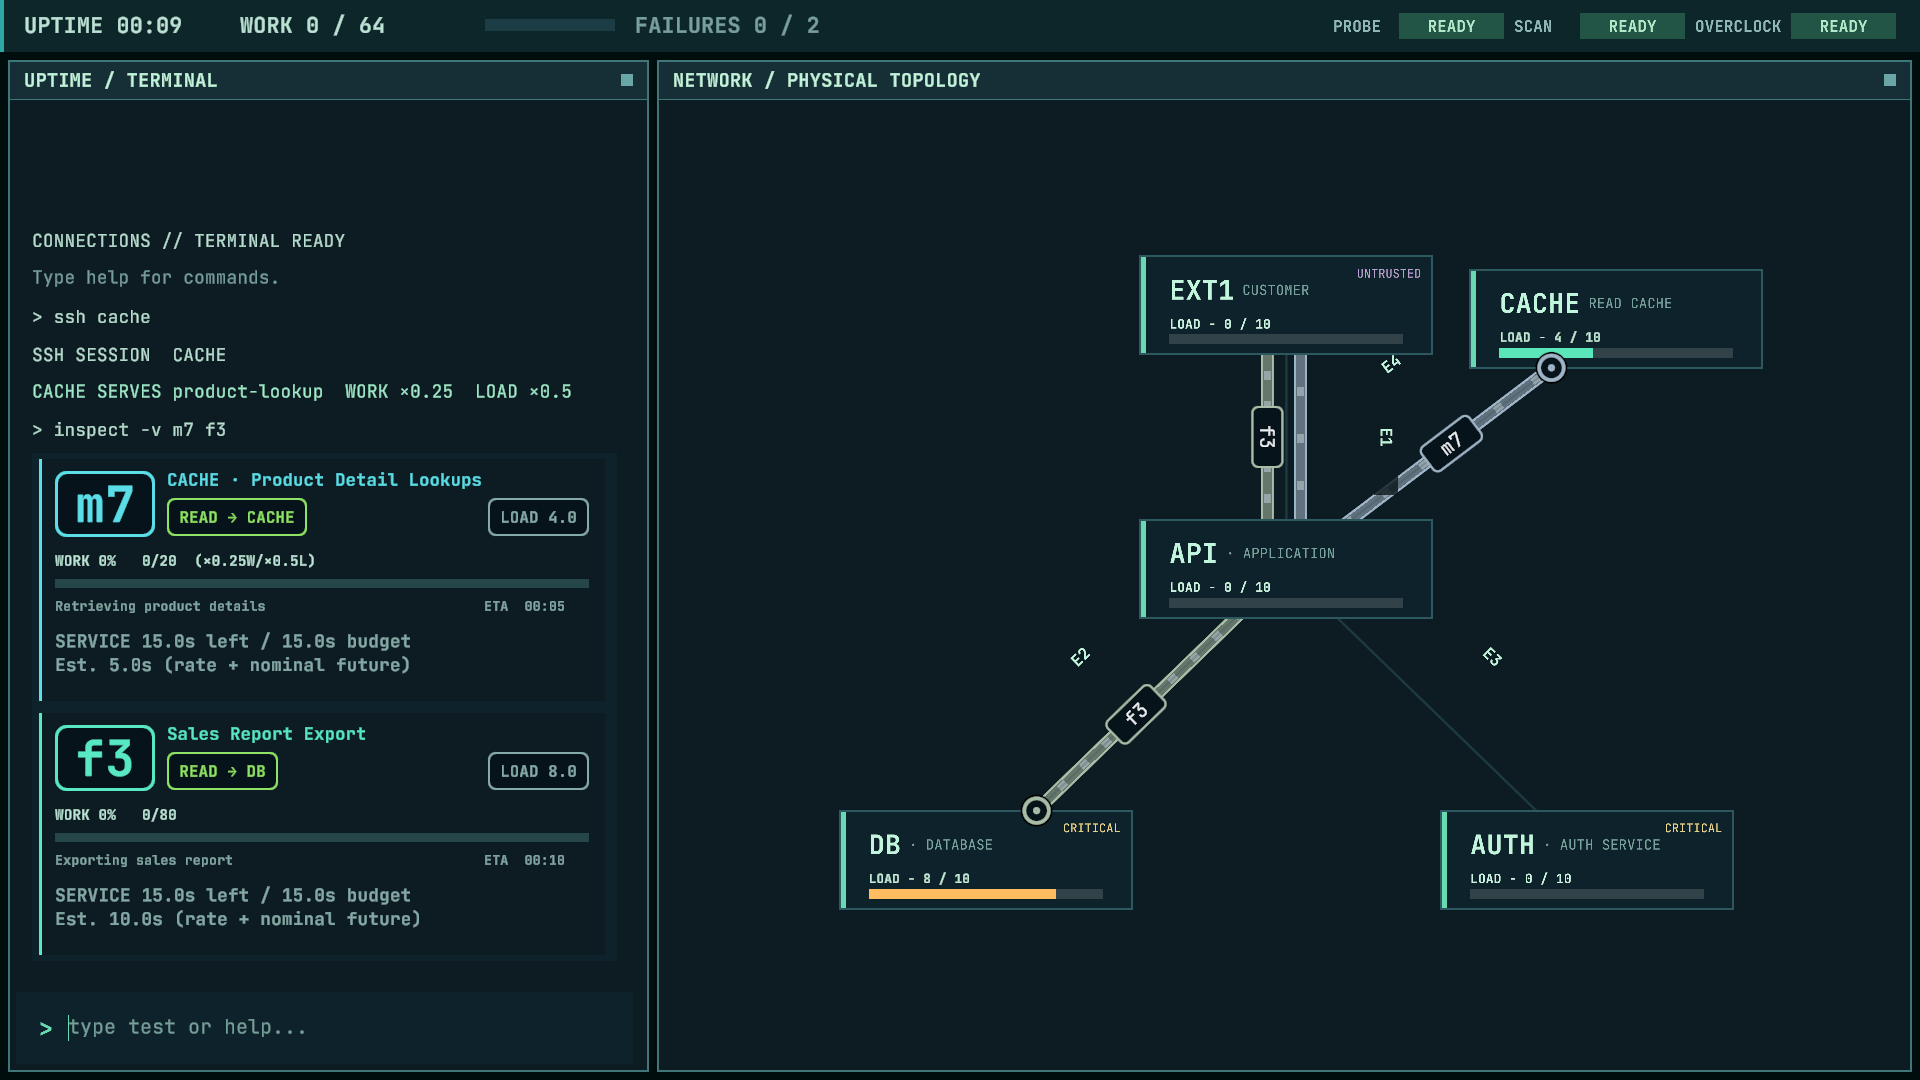 UPTIME 00:09 WORK 0 / 64 FAILURES 0 / 2 PROBE READY SCAN READY OVERCLOCK READY
UPTIME / TERMINAL
CONNECTIONS // TERMINAL READY
Type help for commands.
> ssh cache
SSH SESSION CACHE
CACHE SERVES product-lookup WORK ×0.25 LOAD ×0.5
> inspect -v m7 f3
m7
CACHE · Product Detail Lookups
READ → CACHE LOAD 4.0
WORK 0% 0/20 (×0.25W/×0.5L)
Retrieving product details ETA 00:05
SERVICE 15.0s left / 15.0s budget
Est. 5.0s (rate + nominal future)
f3
Sales Report Export
READ → DB LOAD 8.0
WORK 0% 0/80
Exporting sales report ETA 00:10
SERVICE 15.0s left / 15.0s budget
Est. 10.0s (rate + nominal future)
> type test or help...
NETWORK / PHYSICAL TOPOLOGY
UNTRUSTED
EXT1 CUSTOMER
LOAD - 0 / 10
CACHE READ CACHE
LOAD - 4 / 10
E4
f3
E1
m7
API · APPLICATION
LOAD - 0 / 10
E2
E3
f3
CRITICAL
DB · DATABASE
LOAD - 8 / 10
CRITICAL
AUTH · AUTH SERVICE
LOAD - 0 / 10